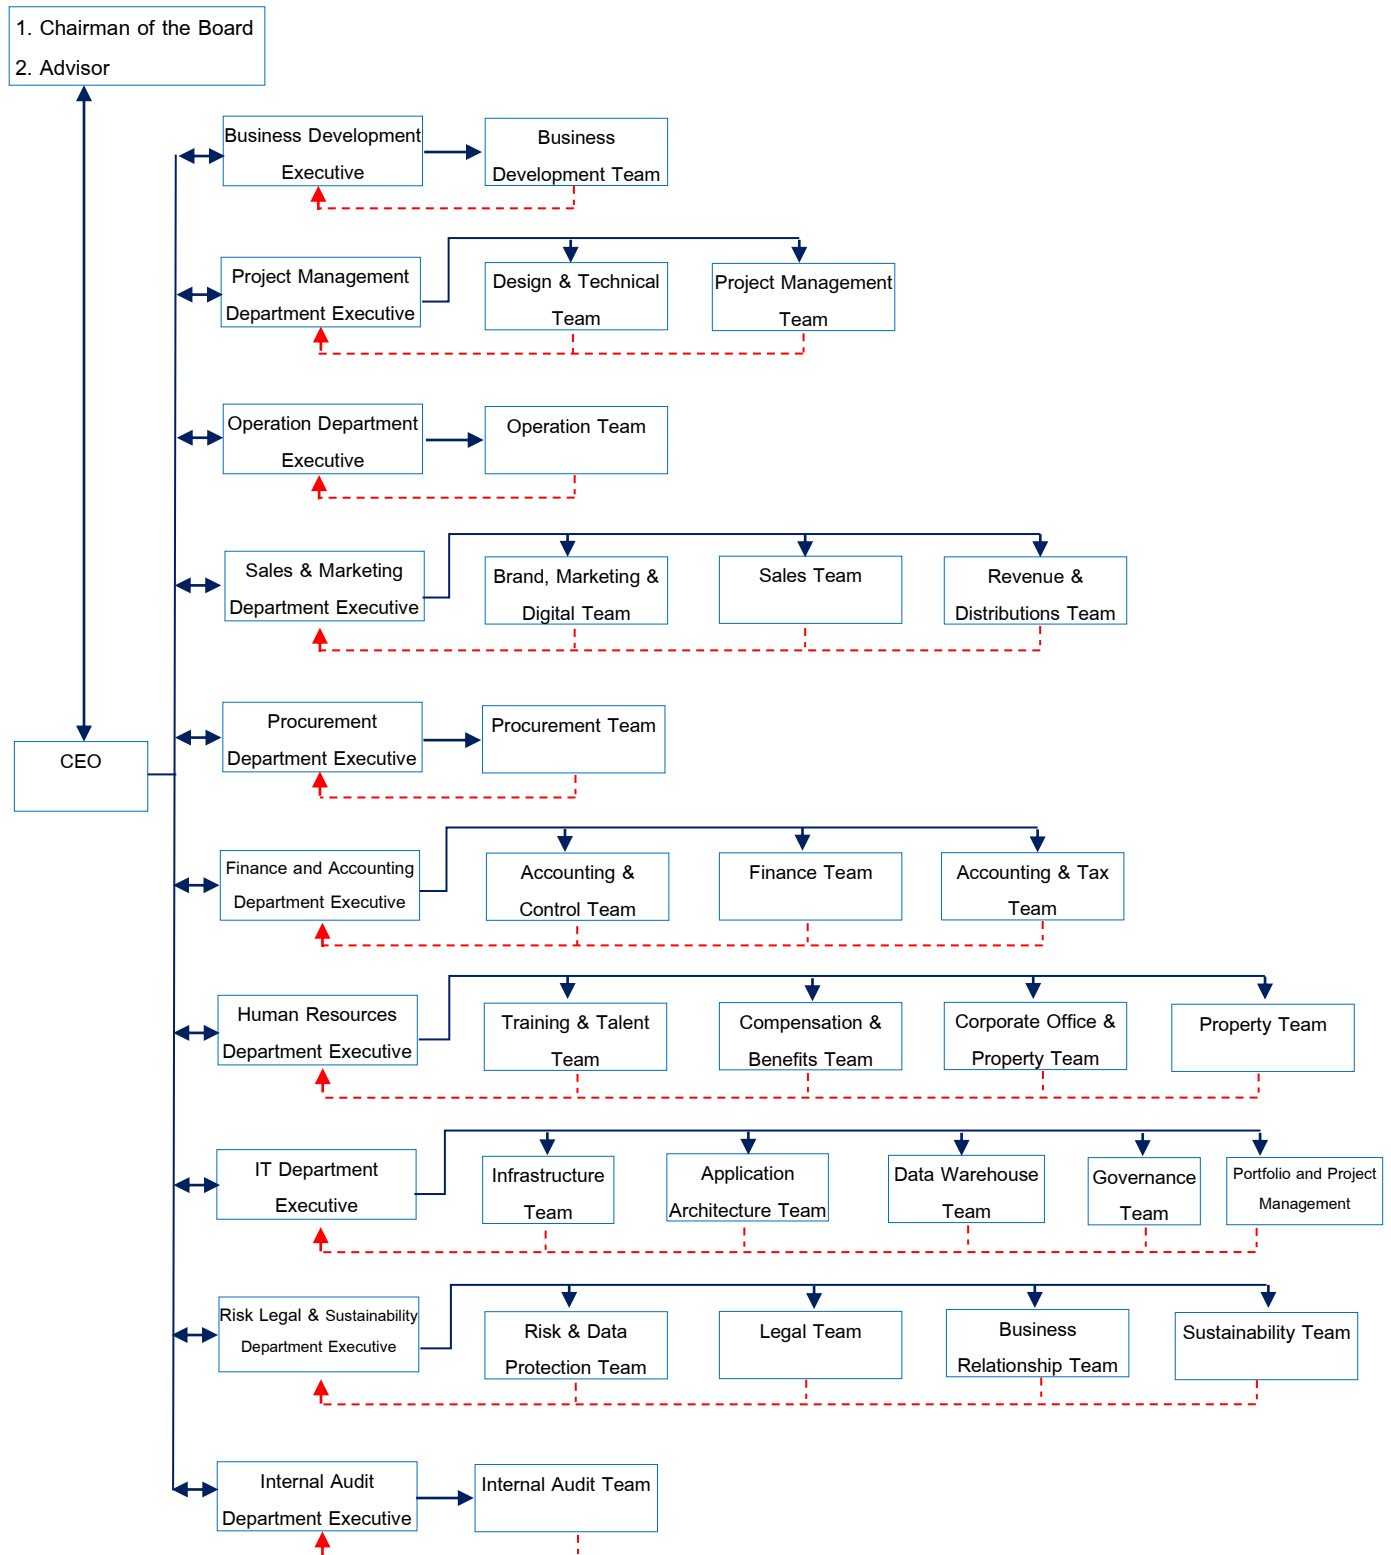 1. Chairman of the Board
2. Advisor
Business Development
Executive
Business
Development Team
Project Management
Department Executive
Design & Technical
Team
Project Management
Team
Operation Department
Executive
Operation Team
Sales & Marketing
Department Executive
Brand, Marketing &
Digital Team
Sales Team
Revenue &
Distributions Team
Procurement
Department Executive
Procurement Team
CEO
Finance and Accounting
Department Executive
Accounting &
Control Team
Finance Team
Accounting & Tax
Team
Human Resources
Department Executive
Training & Talent
Team
Compensation &
Benefits Team
Corporate Office &
Property Team
Property Team
IT Department
Executive
Infrastructure
Team
Application
Architecture Team
Data Warehouse
Team
Governance
Team
Portfolio and Project
Management
Risk Legal & Sustainability
Department Executive
Risk & Data
Protection Team
Legal Team
Business
Relationship Team
Sustainability Team
Internal Audit
Department Executive
Internal Audit Team